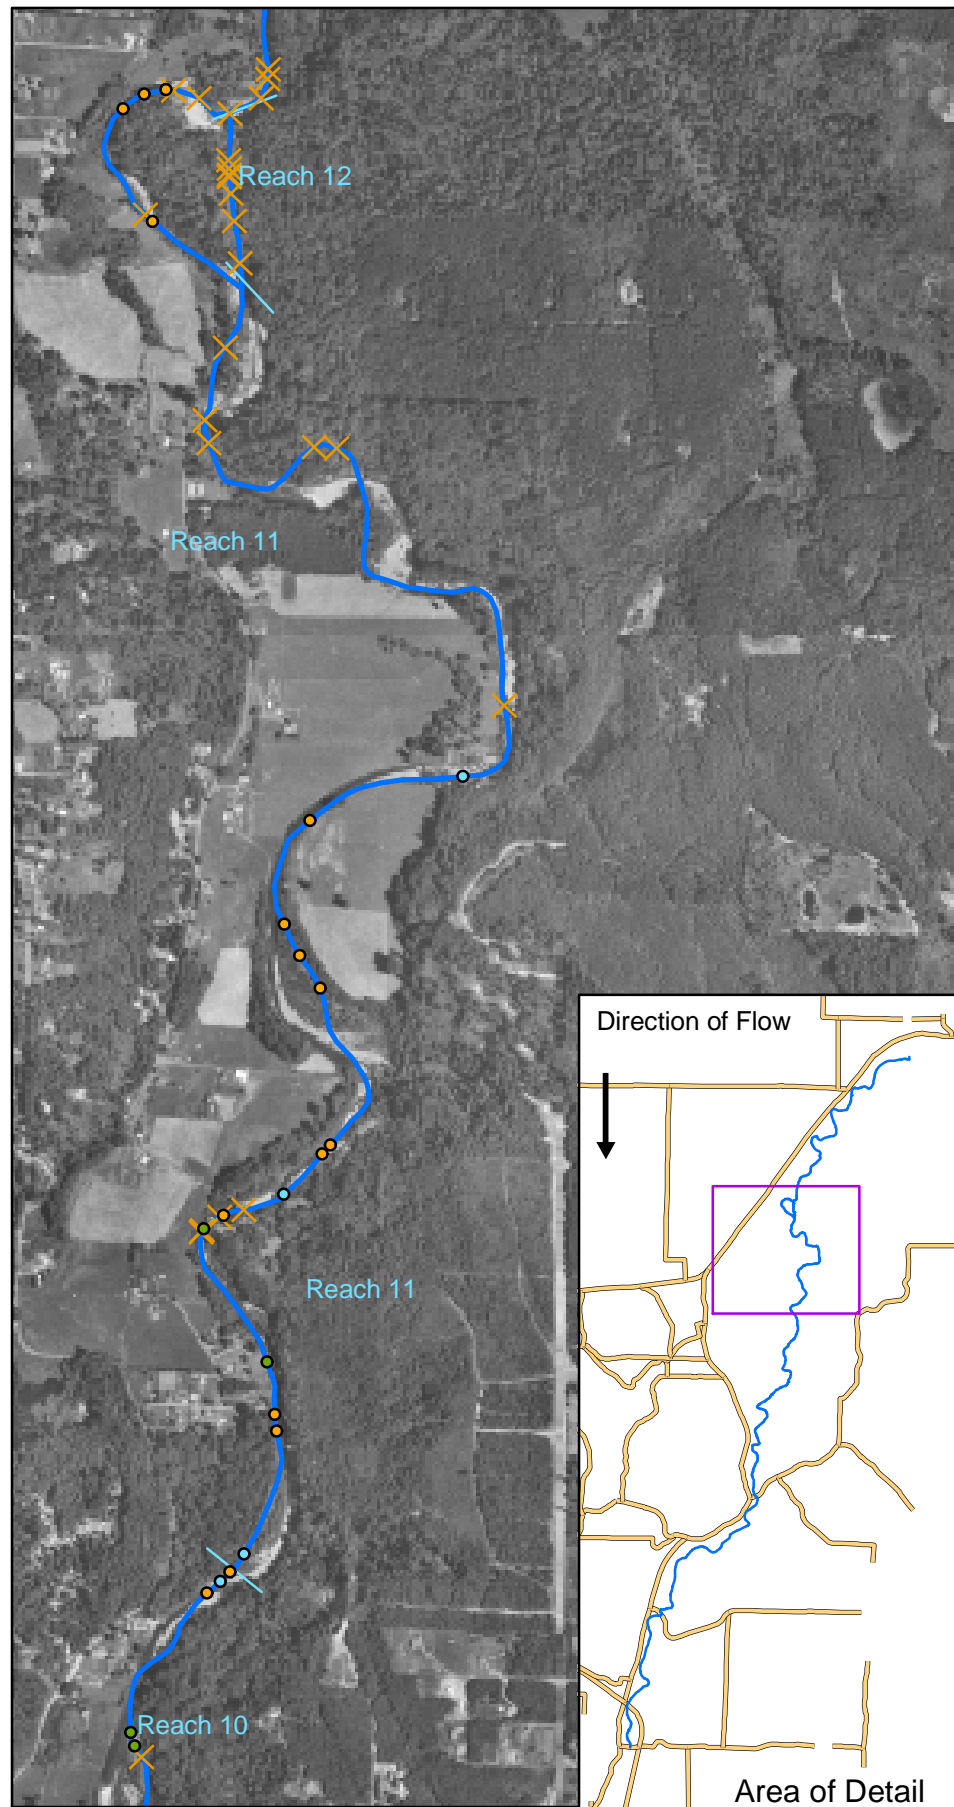 Reach 12
Reach 11
Direction of Flow
Reach 11
Reach 10
Area of Detail